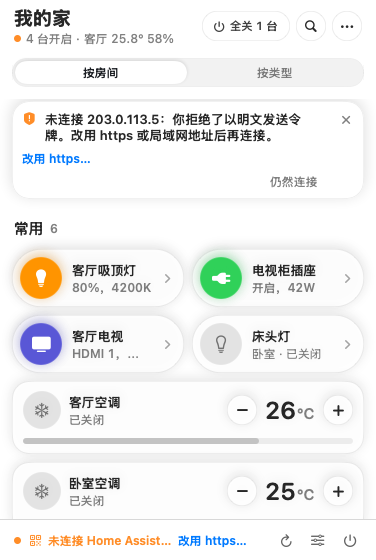 我的家
4 台开启 · 客厅 25.8° 58%
全关 1 台
按房间
按类型
未连接 203.0.113.5：你拒绝了以明文发送令
牌。改用 https 或局域网地址后再连接。
改用 https...
仍然连接
常用 6
客厅吸顶灯
80%，4200K
电视柜插座
开启，42W
客厅电视
HDMI 1，...
床头灯
卧室 · 已关闭
客厅空调
已关闭
26°C
卧室空调
已关闭
25°C
未连接 Home Assist... 改用 https...